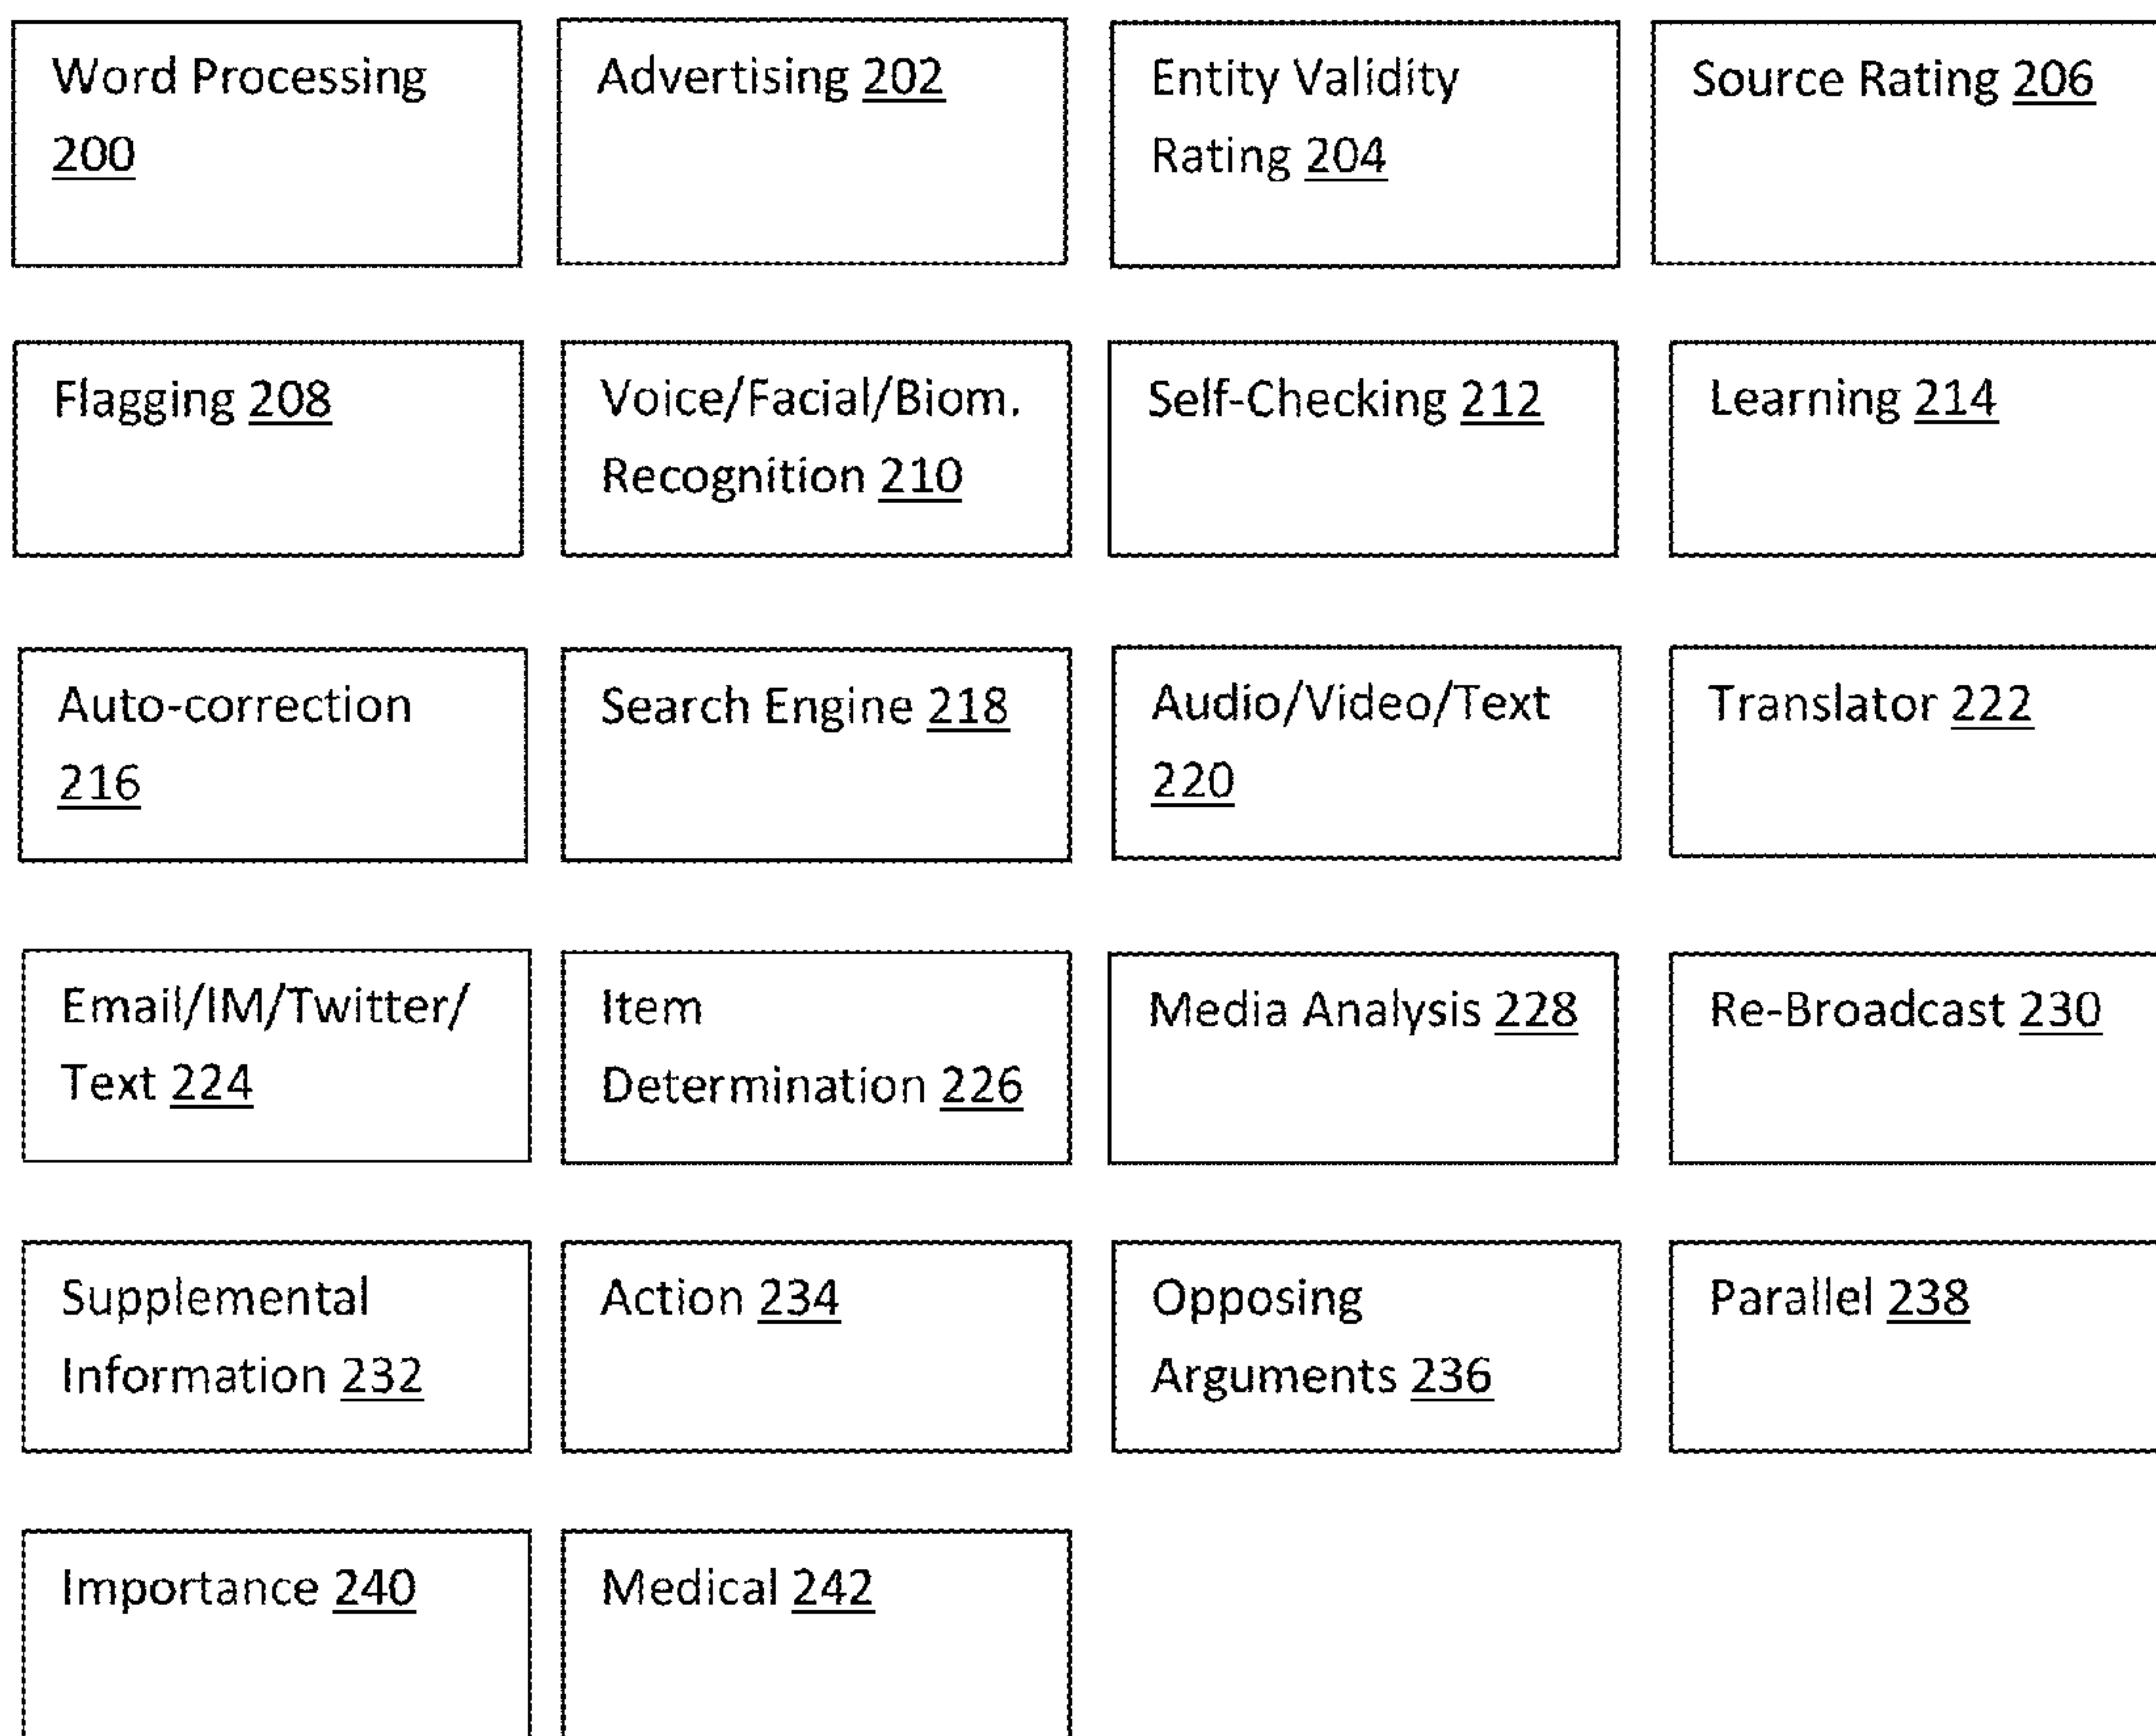 Word Processing
200
Advertising 202
Entity Validity
Rating 204
Source Rating 206
Flagging 208
Voice/Facial/Biom.
Recognition 210
Self-Checking 212
Learning 214
Auto-correction
216
Search Engine 218
Audio/Video/Text
220
Translator 222
Email/IM/Twitter/
Text 224
Item
Determination 226
Media Analysis 228
Re-Broadcast 230
Supplemental
Information 232
Action 234
Opposing
Arguments 236
Parallel 238
Importance 240
Medical 242